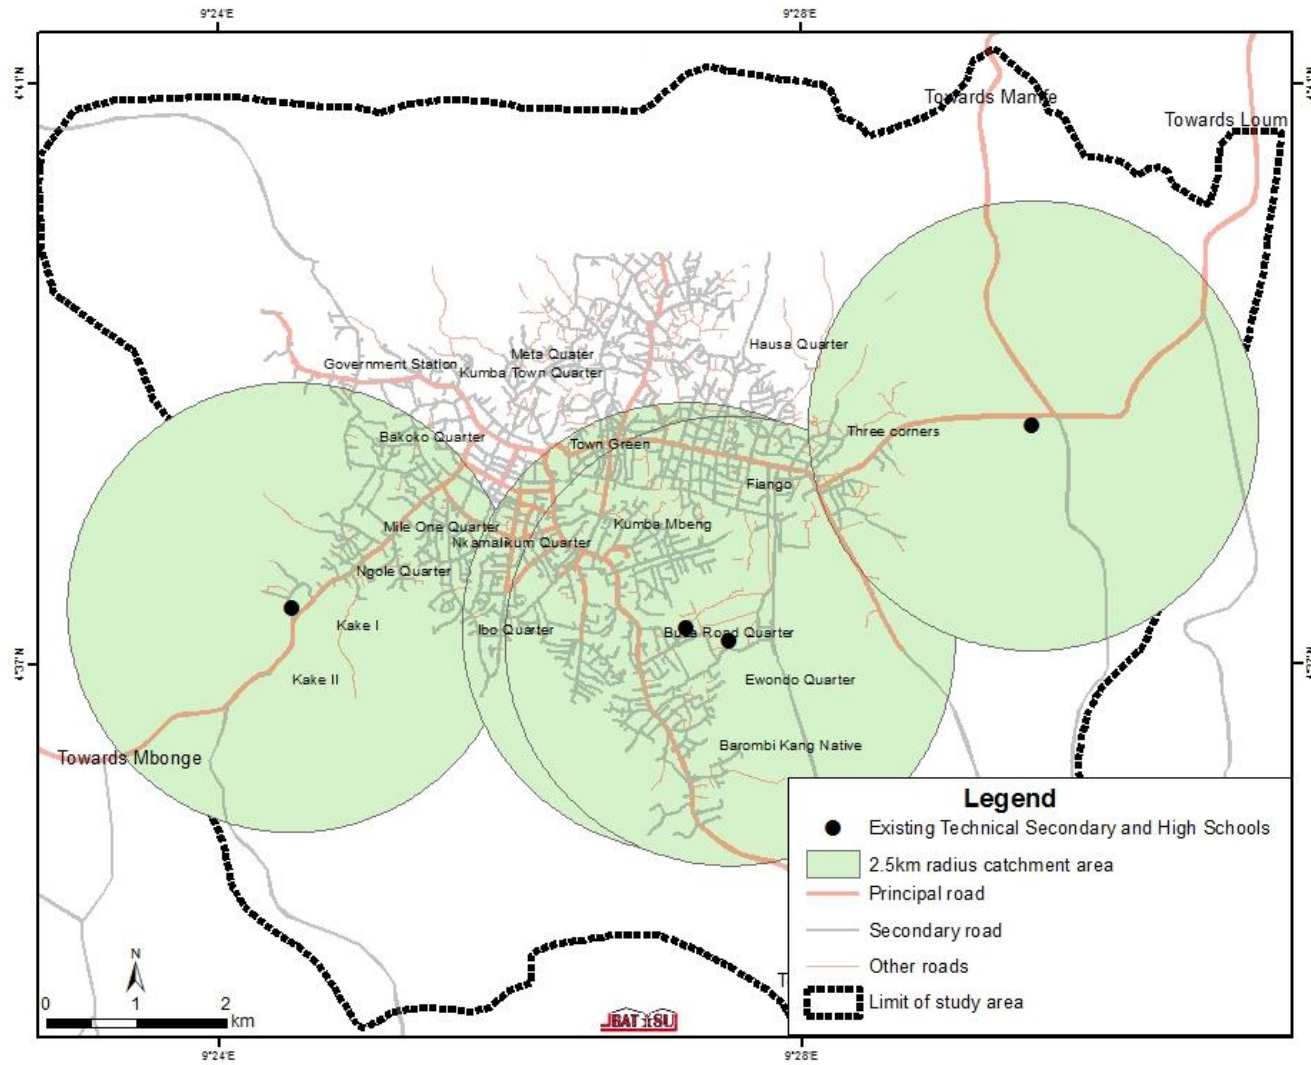 9°24'E 9°28'E
4°41'N
Towards Mamfe
Towards Loum
Hausa Quarter
Meta Quater
Government Station
Kumba Town Quarter
Three corners
Bakoko Quarter
Town Green
Fiango
Mile One Quarter
Kumba Mbeng
Nkamalikum Quarter
Ngole Quarter
Kake I
Ibo Quarter
Buea Road Quarter
4°37'N
Kake II
Ewondo Quarter
Barombi Kang Native
Towards Mbonge
Legend
Existing Technical Secondary and High Schools
2.5km radius catchment area
Principal road
Secondary road
Other roads
Limit of study area
N
0 1 2
km
9°24'E 9°28'E